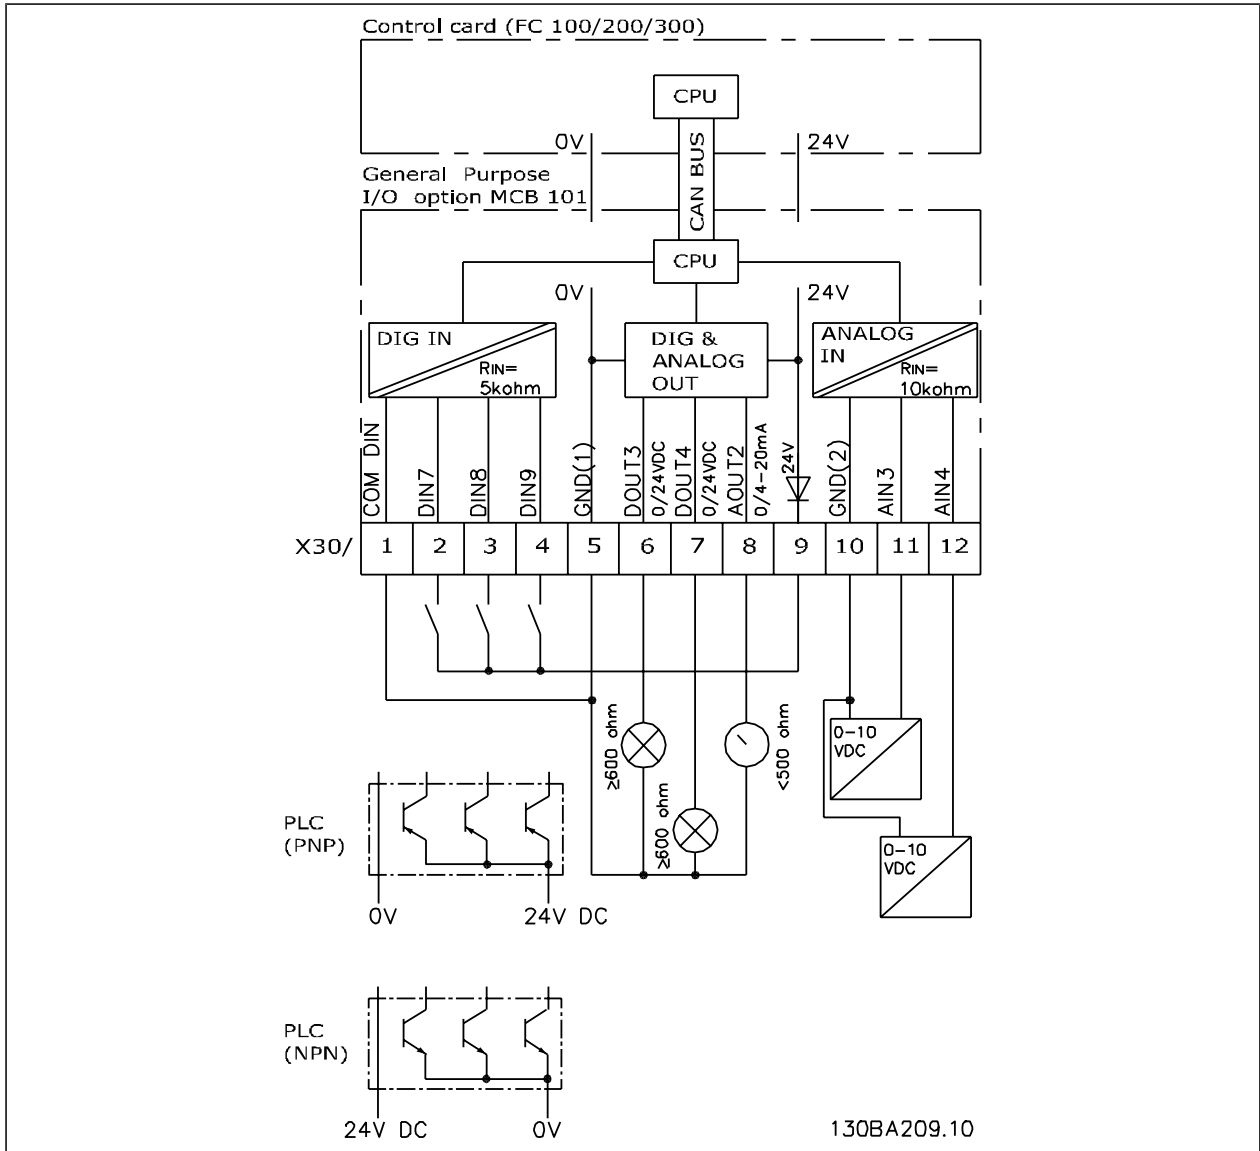 Control card (FC 100/200/300)
CPU
0V
24V
CAN BUS
General Purpose
I/O option MCB 101
CPU
0V
24V
DIG IN
RIN=
5kohm
DIG &
ANALOG
OUT
ANALOG
IN
RIN=
10kohm
COM DIN
DIN7
DIN8
DIN9
GND(1)
DOUT3
0/24VDC
DOUT4
0/24VDC
AOUT2
0/4-20mA
24V
GND(2)
AIN3
AIN4
X30/ 1 2 3 4 5 6 7 8 9 10 11 12
≥600 ohm
<500 ohm
≥600 ohm
0-10
VDC
0-10
VDC
PLC
(PNP)
0V
24V DC
PLC
(NPN)
24V DC
0V
130BA209.10